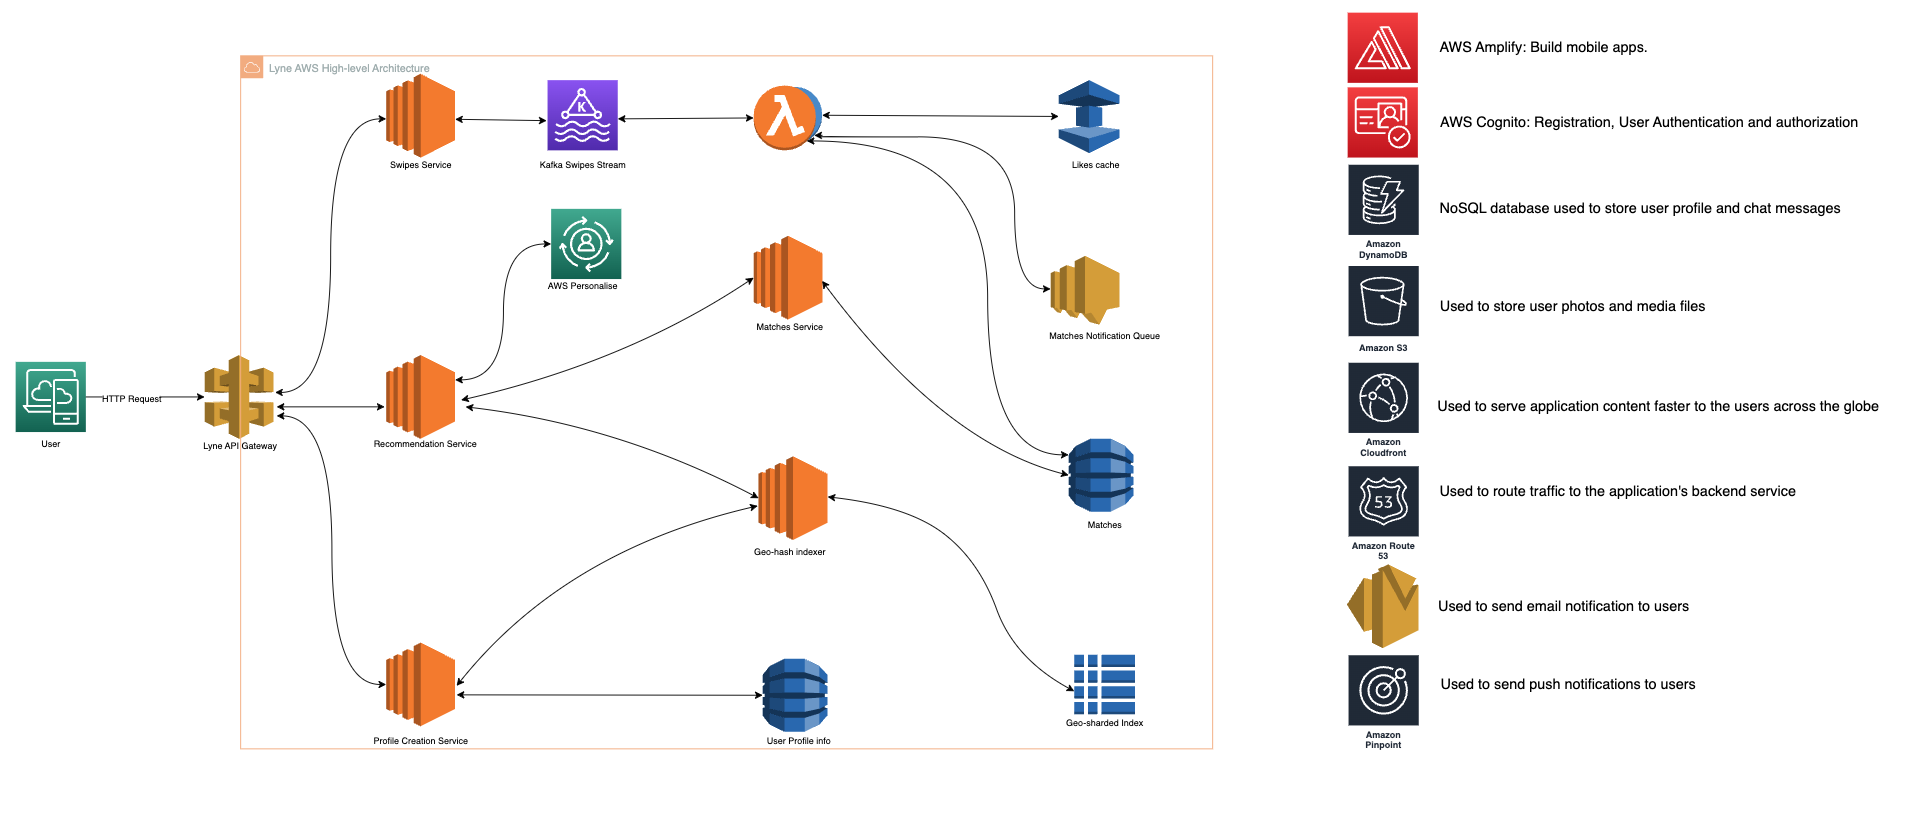 Lyne AWS High-level Architecture
Swipes Service
Kafka Swipes Stream
K
Likes cache
AWS Personalise
Matches Service
Matches Notification Queue
HTTP Request
User
Lyne API Gateway
Recommendation Service
Matches
Geo-hash indexer
Geo-sharded Index
Profile Creation Service
User Profile info
AWS Amplify: Build mobile apps.
AWS Cognito: Registration, User Authentication and authorization
NoSQL database used to store user profile and chat messages
Amazon
DynamoDB
Used to store user photos and media files
Amazon S3
Used to serve application content faster to the users across the globe
Amazon
Cloudfront
Used to route traffic to the application's backend service
53
Amazon Route
53
Used to send email notification to users
Used to send push notifications to users
Amazon
Pinpoint